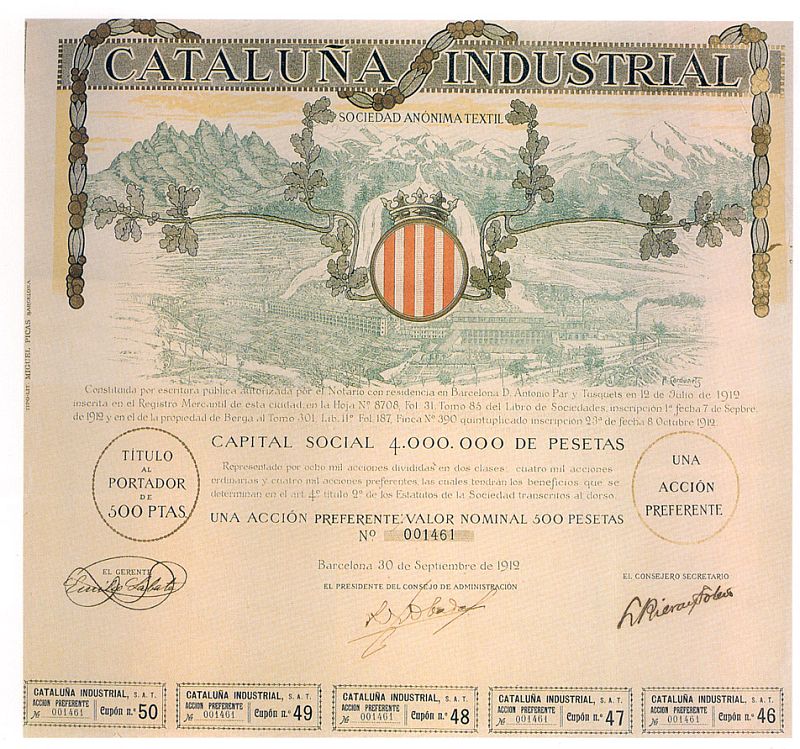 CATALUÑA INDUSTRIAL
SOCIEDAD ANÓNIMA TEXTIL
Constituida por escritura pública autorizada por el Notario con residencia en Barcelona D. Antonio Par y Tusquets en 12 de Julio de 1912
inscrita en el Registro Mercantil de esta ciudad, en la Hoja Nº 8708, Fol. 31, Tomo 85 del Libro de Sociedades, inscripción 1ª fecha 7 de Sepbre.
de 1912 y en el de la propiedad de Berga al Tomo 301, Lib. 11º Fol. 187, Finca Nº 390 quintuplicado inscripción 23ª de fecha 8 Octubre 1912.
CAPITAL SOCIAL 4.000.000 DE PESETAS
TÍTULO
AL
PORTADOR
DE
500 PTAS.
Representado por ocho mil acciones divididas en dos clases: cuatro mil acciones
ordinarias y cuatro mil acciones preferentes, las cuales tendrán los beneficios que se
determinan en el art. 4º título 2º de los Estatutos de la Sociedad transcritos al dorso.
UNA
ACCIÓN
PREFERENTE
UNA ACCIÓN PREFERENTE: VALOR NOMINAL 500 PESETAS
Nº 001461
Barcelona 30 de Septiembre de 1912
EL GERENTE
EL PRESIDENTE DEL CONSEJO DE ADMINISTRACIÓN
EL CONSEJERO SECRETARIO
MIGUEL PICAS BARCELONA
CATALUÑA INDUSTRIAL, S. A. T.
ACCIÓN PREFERENTE
№ 001461 Cupón n.º 50
CATALUÑA INDUSTRIAL, S. A. T.
ACCIÓN PREFERENTE
№ 001461 Cupón n.º 49
CATALUÑA INDUSTRIAL, S. A. T.
ACCIÓN PREFERENTE
№ 001461 Cupón n.º 48
CATALUÑA INDUSTRIAL, S. A. T.
ACCIÓN PREFERENTE
№ 001461 Cupón n.º 47
CATALUÑA INDUSTRIAL, S. A. T.
ACCIÓN PREFERENTE
№ 001461 Cupón n.º 46